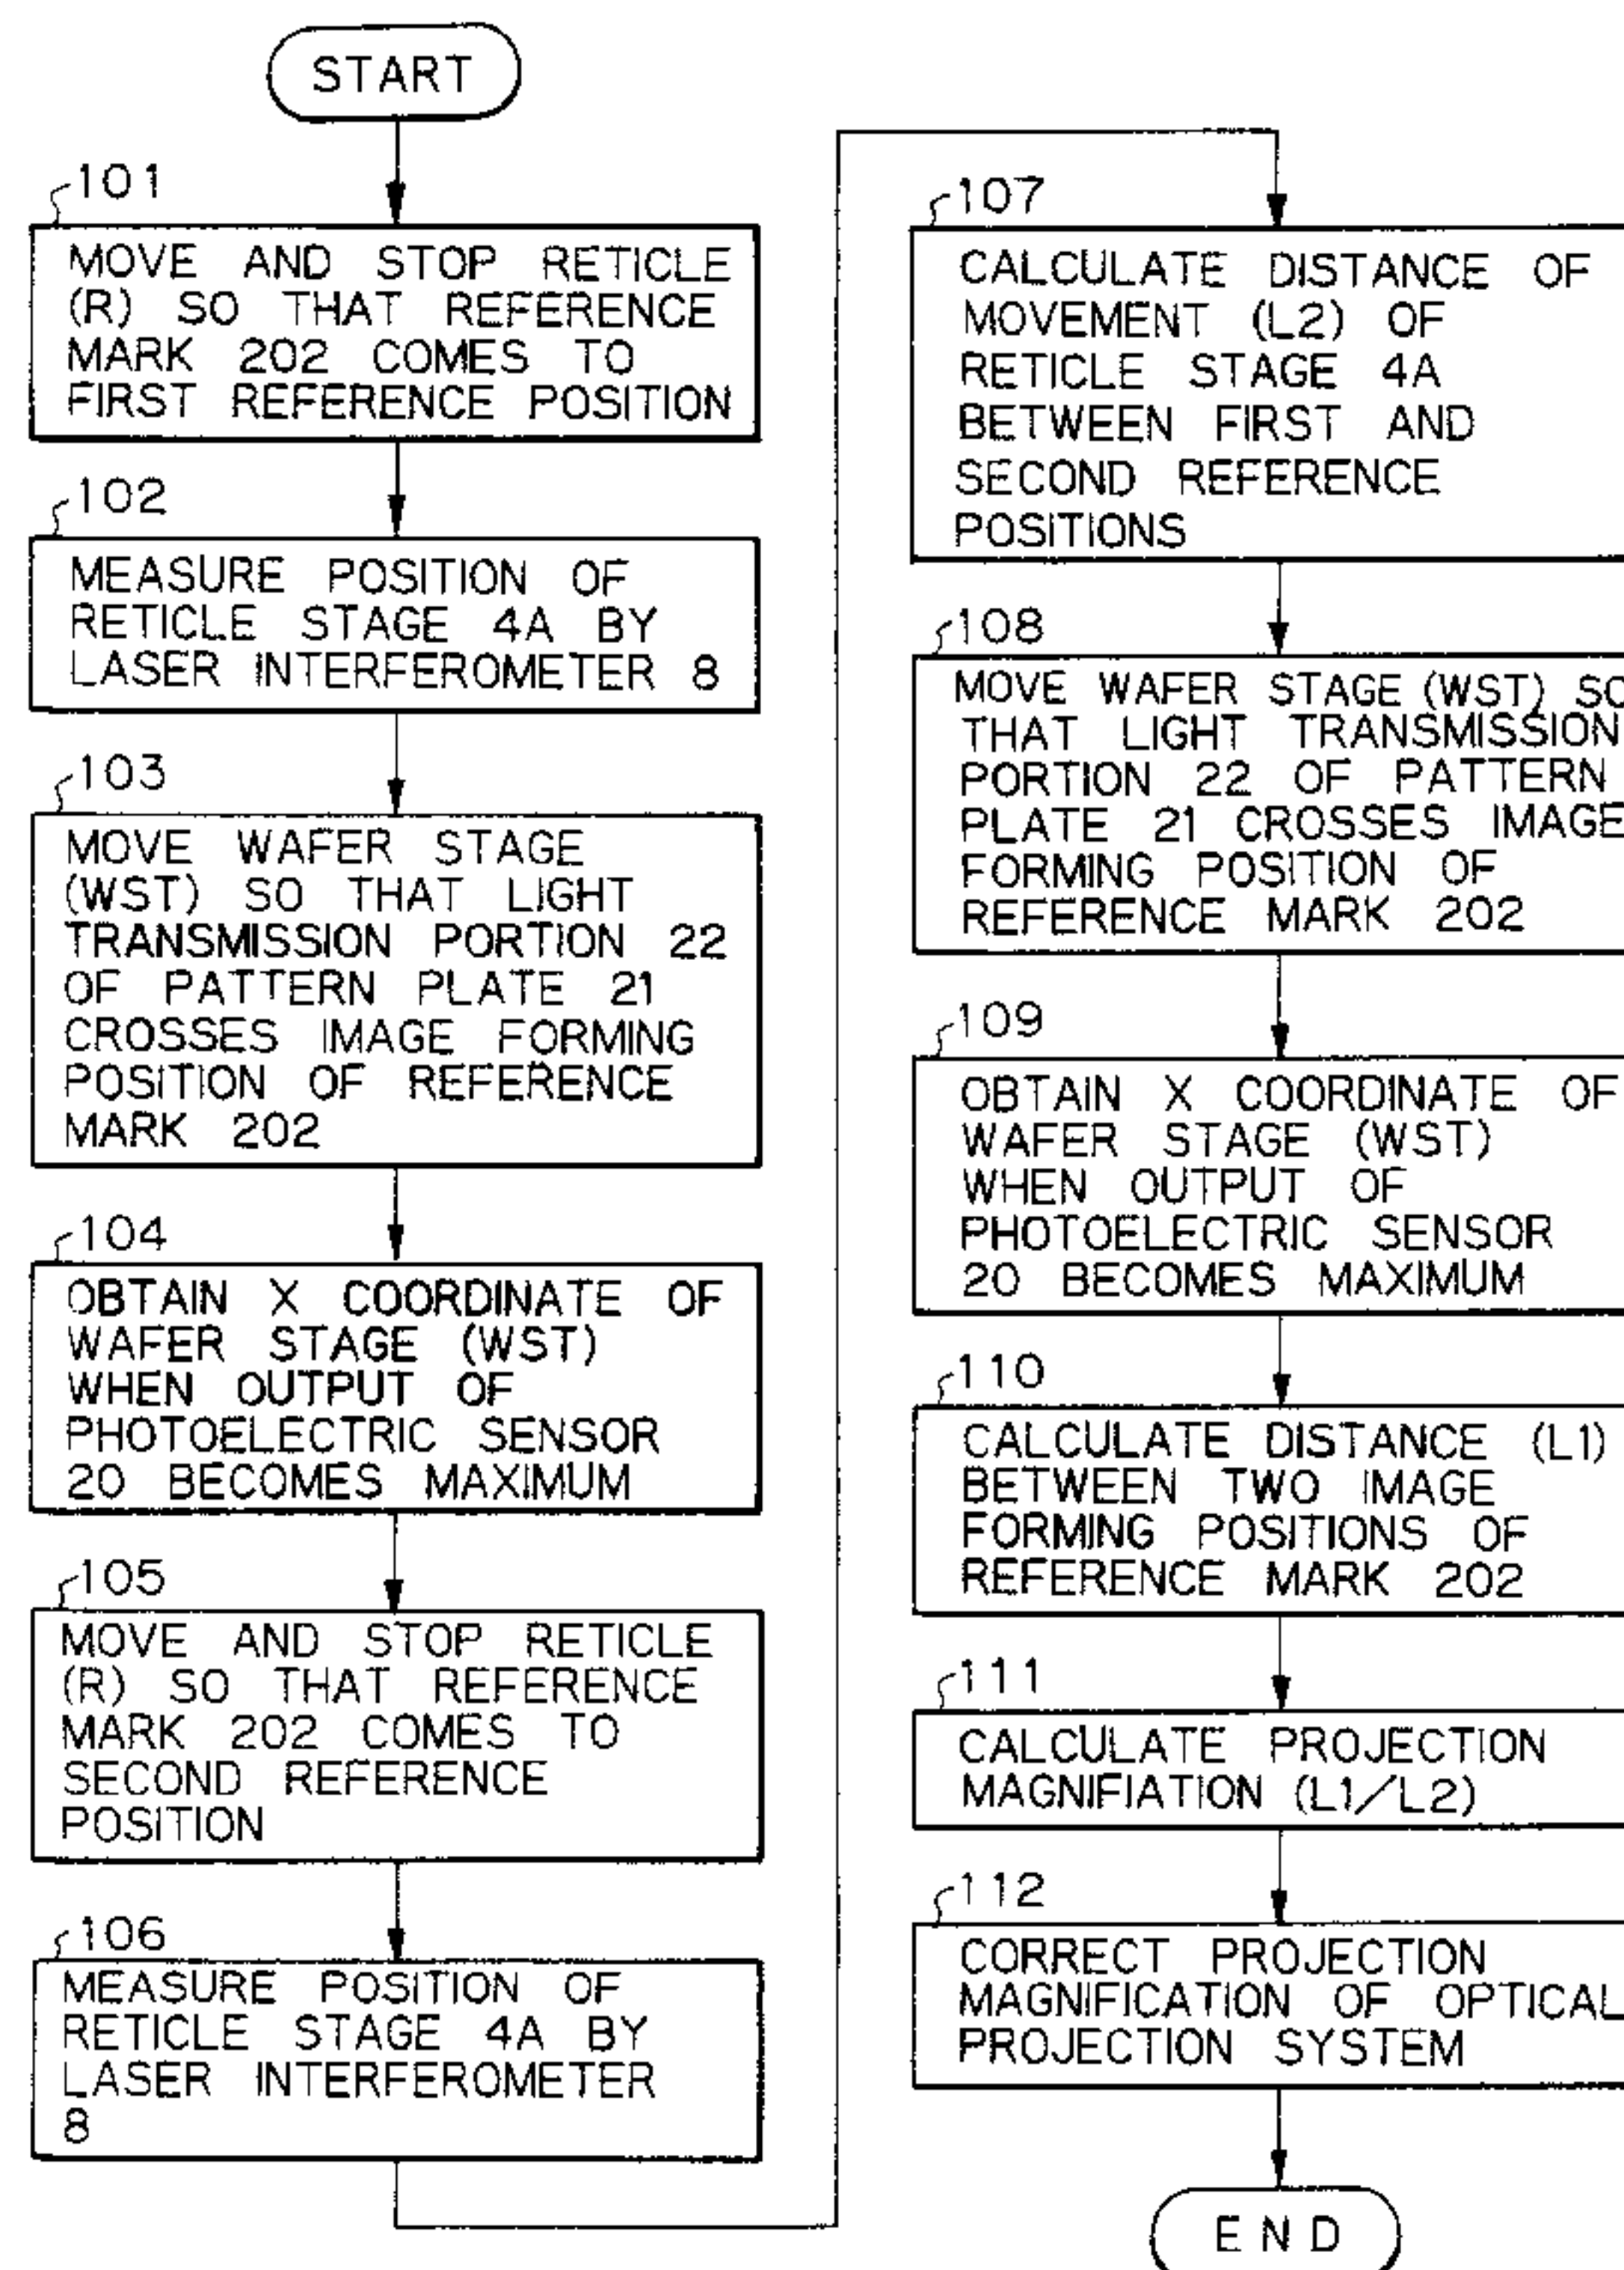 START
101
MOVE AND STOP RETICLE
(R) SO THAT REFERENCE
MARK 202 COMES TO
FIRST REFERENCE POSITION
102
MEASURE POSITION OF
RETICLE STAGE 4A BY
LASER INTERFEROMETER 8
103
MOVE WAFER STAGE
(WST) SO THAT LIGHT
TRANSMISSION PORTION 22
OF PATTERN PLATE 21
CROSSES IMAGE FORMING
POSITION OF REFERENCE
MARK 202
104
OBTAIN X COORDINATE OF
WAFER STAGE (WST)
WHEN OUTPUT OF
PHOTOELECTRIC SENSOR
20 BECOMES MAXIMUM
105
MOVE AND STOP RETICLE
(R) SO THAT REFERENCE
MARK 202 COMES TO
SECOND REFERENCE
POSITION
106
MEASURE POSITION OF
RETICLE STAGE 4A BY
LASER INTERFEROMETER
8
107
CALCULATE DISTANCE OF
MOVEMENT (L2) OF
RETICLE STAGE 4A
BETWEEN FIRST AND
SECOND REFERENCE
POSITIONS
108
MOVE WAFER STAGE (WST) SO
THAT LIGHT TRANSMISSION
PORTION 22 OF PATTERN
PLATE 21 CROSSES IMAGE
FORMING POSITION OF
REFERENCE MARK 202
109
OBTAIN X COORDINATE OF
WAFER STAGE (WST)
WHEN OUTPUT OF
PHOTOELECTRIC SENSOR
20 BECOMES MAXIMUM
110
CALCULATE DISTANCE (L1)
BETWEEN TWO IMAGE
FORMING POSITIONS OF
REFERENCE MARK 202
111
CALCULATE PROJECTION
MAGNIFIATION (L1/L2)
112
CORRECT PROJECTION
MAGNIFICATION OF OPTICAL
PROJECTION SYSTEM
END